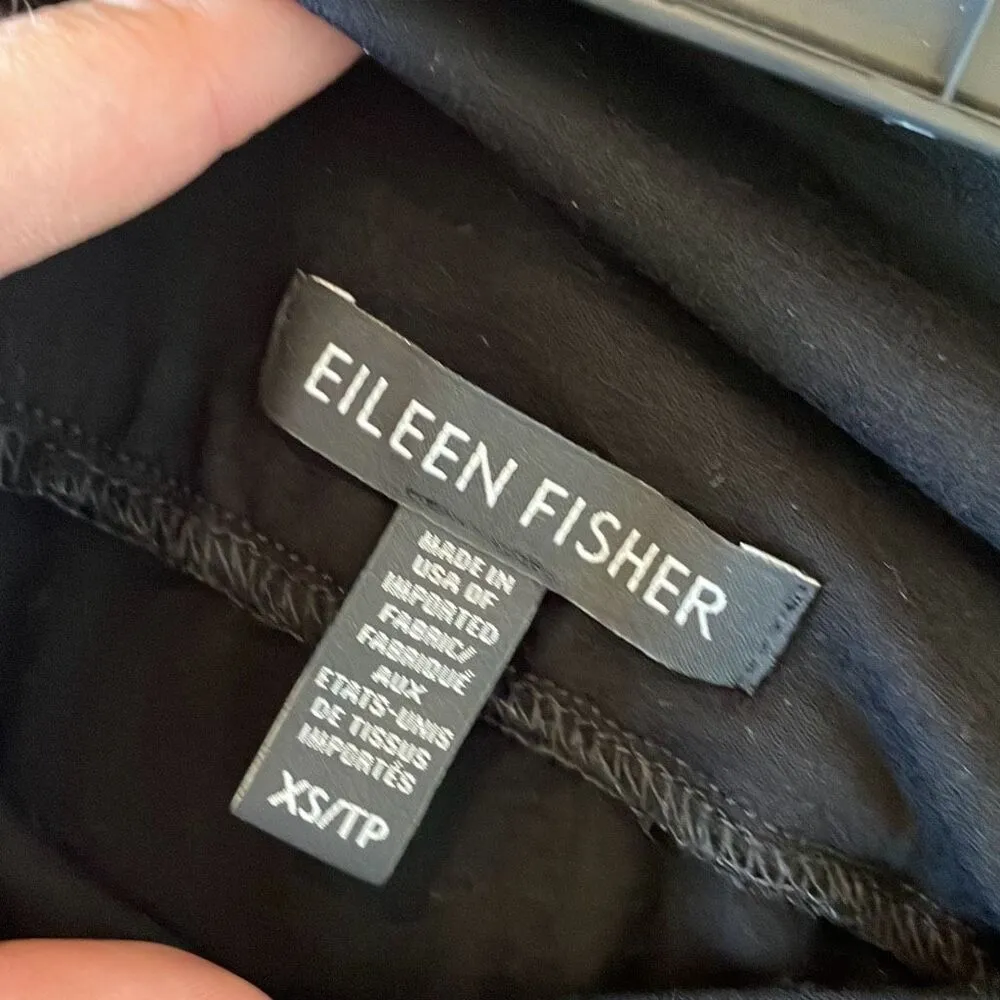 EILEEN FISHER
MADE IN
USA OF
IMPORTED
FABRIC/
FABRIQUÉ
AUX
ETATS-UNIS
DE TISSUS
IMPORTÉS
XS/TP